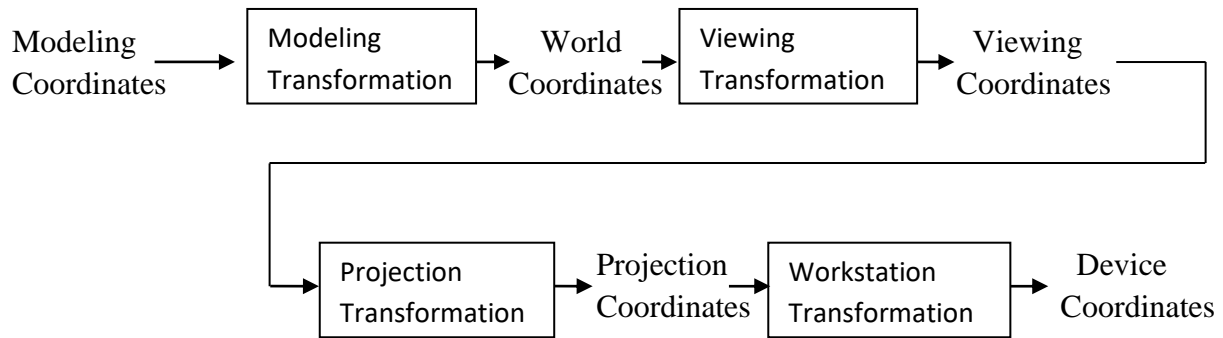 Modeling
Coordinates
Modeling
Transformation
World
Coordinates
Viewing
Transformation
Viewing
Coordinates
Projection
Transformation
Projection
Coordinates
Workstation
Transformation
Device
Coordinates